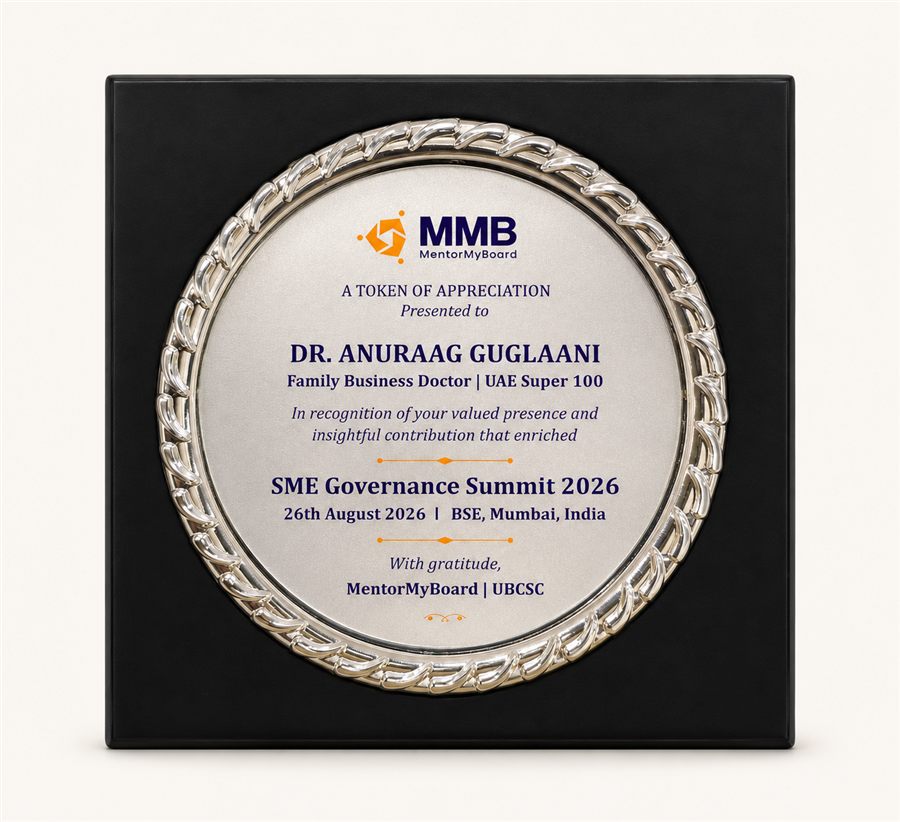 MMB
MentorMyBoard
A TOKEN OF APPRECIATION
Presented to
DR. ANURAAG GUGLAANI
Family Business Doctor | UAE Super 100
In recognition of your valued presence and
insightful contribution that enriched
SME Governance Summit 2026
26th August 2026 | BSE, Mumbai, India
With gratitude,
MentorMyBoard | UBCSC